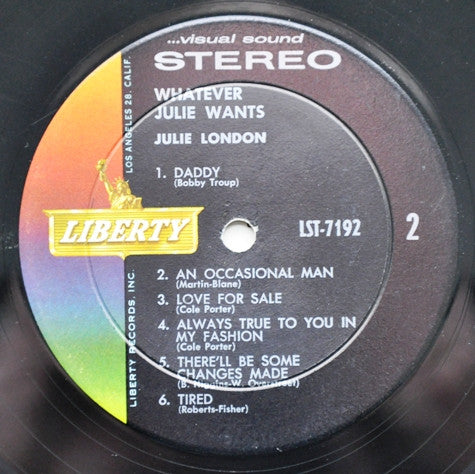 ...visual sound
STEREO
WHATEVER
JULIE WANTS
JULIE LONDON
1. DADDY
(Bobby Troup)
LIBERTY
LST-7192
2
2. AN OCCASIONAL MAN
(Martin-Blane)
3. LOVE FOR SALE
(Cole Porter)
4. ALWAYS TRUE TO YOU IN
MY FASHION
(Cole Porter)
5. THERE'LL BE SOME
CHANGES MADE
(B. Higgins-W. Overstreet)
6. TIRED
(Roberts-Fisher)
LIBERTY RECORDS, INC.
LOS ANGELES 28, CALIF.